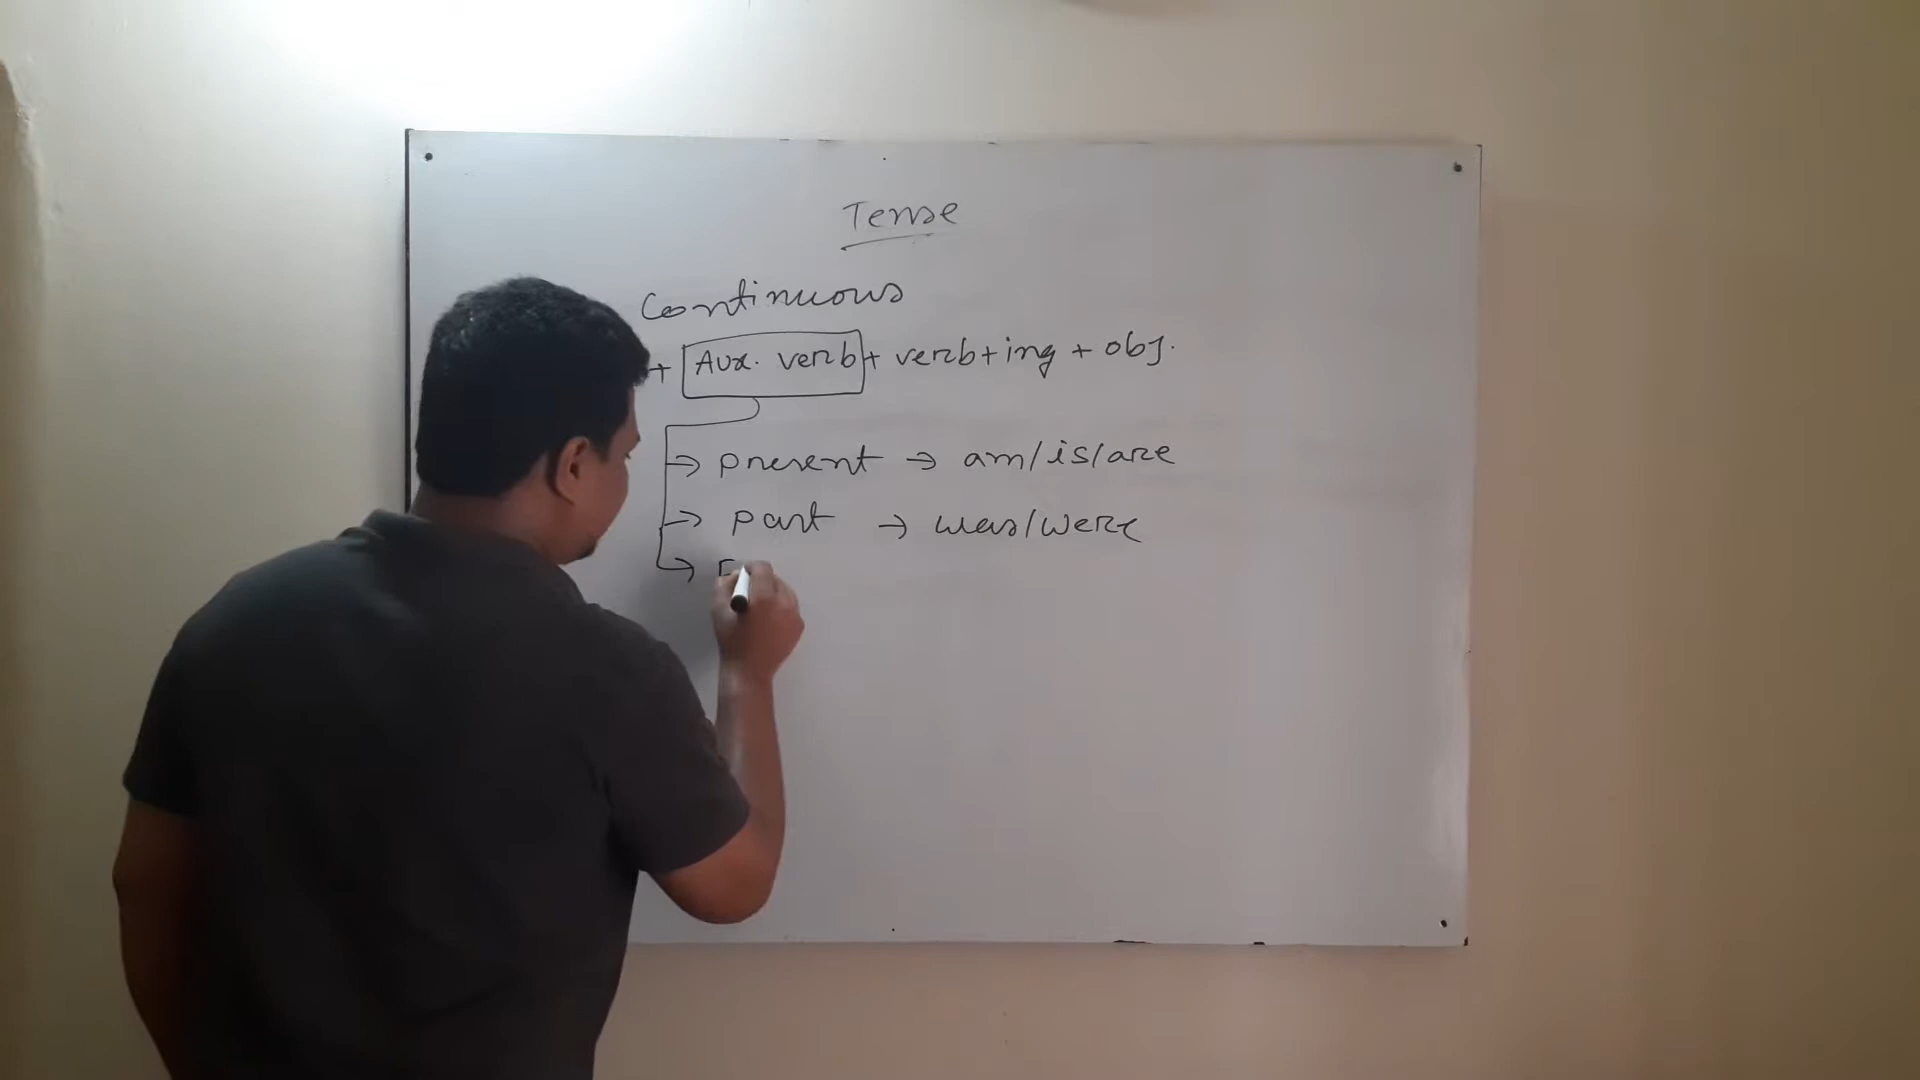 Tense
Continuous
+ Aux. verb + verb+ing + obj.
→ present → am/is/are
→ past → was/were
→ F